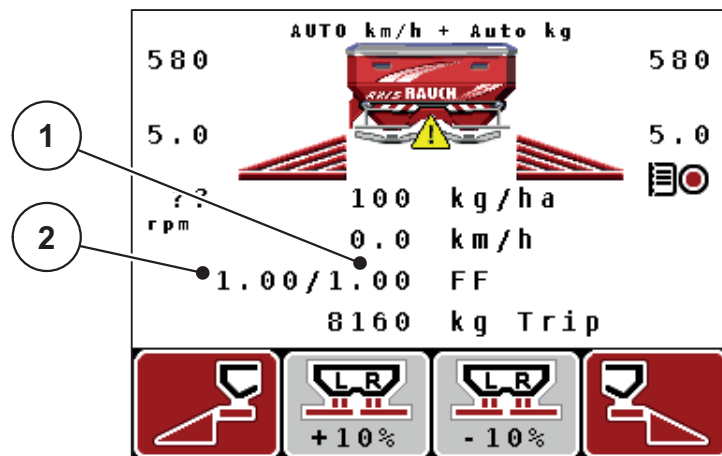 AUTO km/h + Auto kg
580 580
AXIS RAUCH
1 5.0 5.0
?? 100 kg/ha
rpm
2 0.0 km/h
1.00/1.00 FF
8160 kg Trip
L R L R
+10% -10%